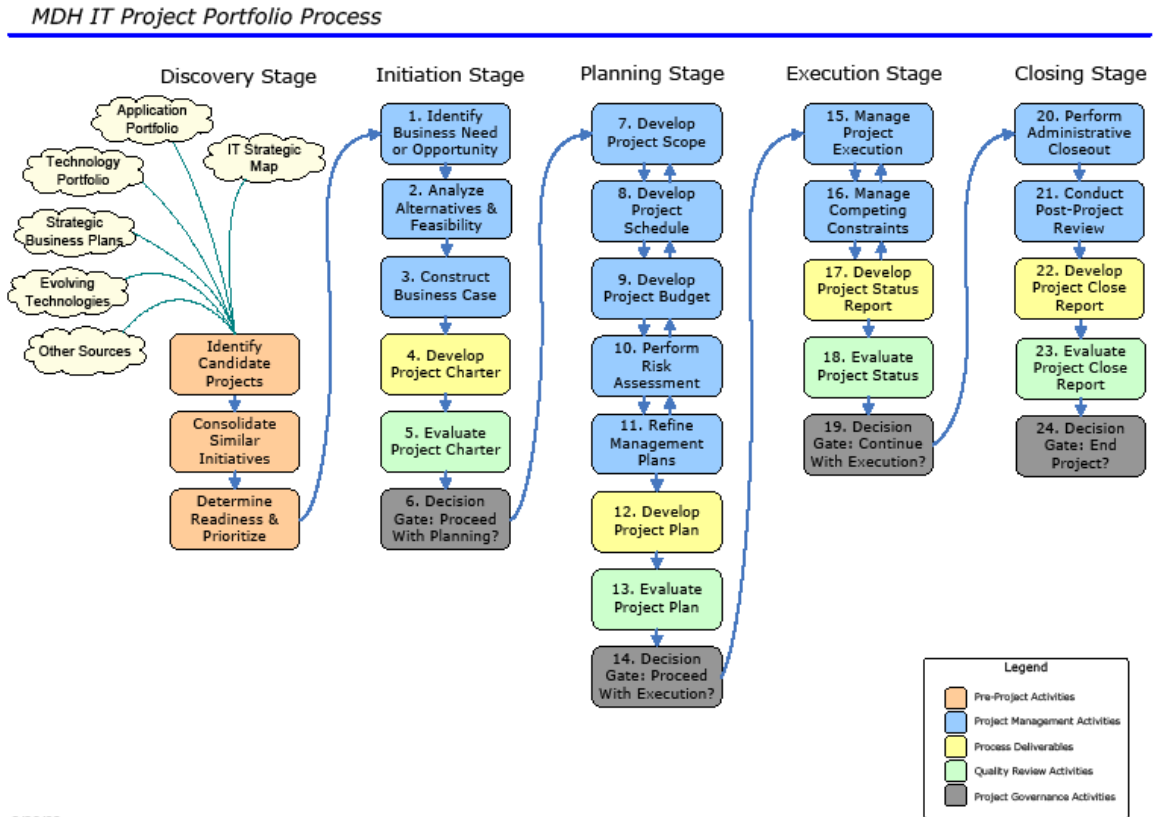 MDH IT Project Portfolio Process
Discovery Stage
Initiation Stage
Planning Stage
Execution Stage
Closing Stage
Application
Portfolio
IT Strategic
Map
Technology
Portfolio
Strategic
Business Plans
Evolving
Technologies
Other Sources
Identify
Candidate
Projects
Consolidate
Similar
Initiatives
Determine
Readiness &
Prioritize
1. Identify
Business Need
or Opportunity
2. Analyze
Alternatives &
Feasibility
3. Construct
Business Case
4. Develop
Project Charter
5. Evaluate
Project Charter
6. Decision
Gate: Proceed
With Planning?
7. Develop
Project Scope
8. Develop
Project
Schedule
9. Develop
Project Budget
10. Perform
Risk
Assessment
11. Refine
Management
Plans
12. Develop
Project Plan
13. Evaluate
Project Plan
14. Decision
Gate: Proceed
With Execution?
15. Manage
Project
Execution
16. Manage
Competing
Constraints
17. Develop
Project Status
Report
18. Evaluate
Project Status
19. Decision
Gate: Continue
With Execution?
20. Perform
Administrative
Closeout
21. Conduct
Post-Project
Review
22. Develop
Project Close
Report
23. Evaluate
Project Close
Report
24. Decision
Gate: End
Project?
Legend
Pre-Project Activities
Project Management Activities
Process Deliverables
Quality Review Activities
Project Governance Activities